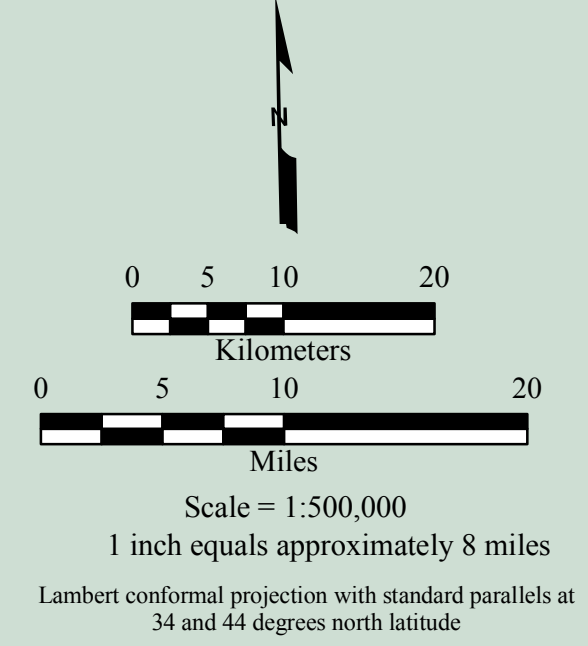 N
0 5 10 20
Kilometers
0 5 10 20
Miles
Scale = 1:500,000
1 inch equals approximately 8 miles
Lambert conformal projection with standard parallels at
34 and 44 degrees north latitude